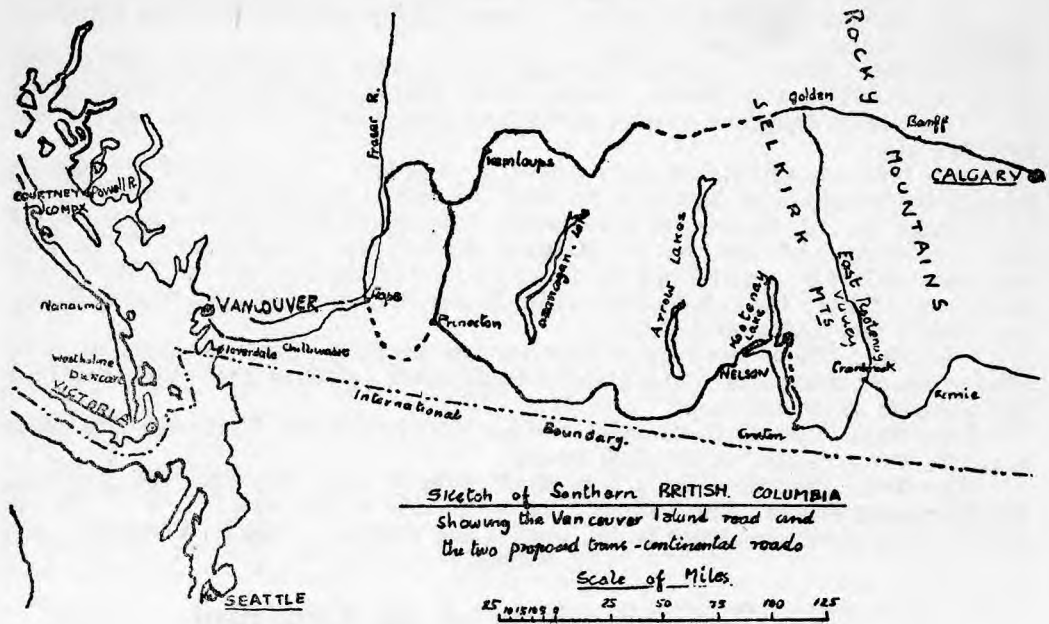 ROCKY
MOUNTAINS
SELKIRK
MTS
Golden
Banff
CALGARY
Fraser R.
Kamloups
COURTNEY
COMPX
Powell R.
Okanagan. Lake
ARROW LAKES
Kootenay
Lake
East Kootenay
Valley
Nanaimo
VANCOUVER
Hope
Princeton
Cloverdale
Chilliwack
Westholme
Duncan
VICTORIA
NELSON
Cranbrook
Fernie
Creston
International Boundary.
SEATTLE
Sketch of Southern BRITISH. COLUMBIA
showing the Vancouver Island road and
the two proposed trans-continental roads
Scale of Miles.
25 20 15 10 5 0 25 50 75 100 125